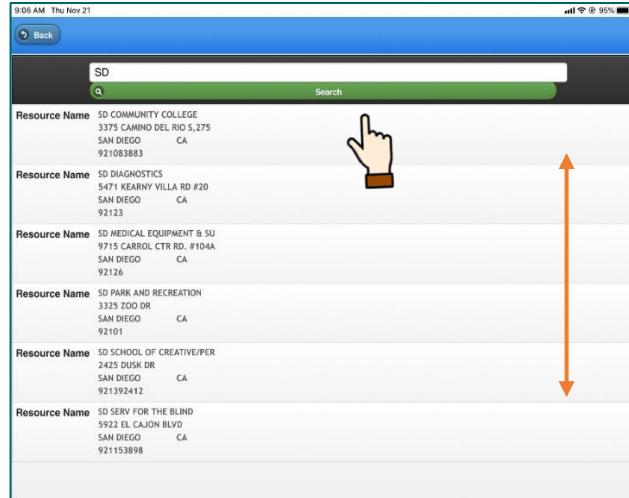 9:06 AM Thu Nov 21
95%
Back
SD
Search
Resource Name SD COMMUNITY COLLEGE
3375 CAMINO DEL RIO S,275
SAN DIEGO CA
921083883
Resource Name SD DIAGNOSTICS
5471 KEARNY VILLA RD #20
SAN DIEGO CA
92123
Resource Name SD MEDICAL EQUIPMENT & SU
9715 CARROL CTR RD. #104A
SAN DIEGO CA
92126
Resource Name SD PARK AND RECREATION
3325 ZOO DR
SAN DIEGO CA
92101
Resource Name SD SCHOOL OF CREATIVE/PER
2425 DUSK DR
SAN DIEGO CA
921392412
Resource Name SD SERV FOR THE BLIND
5922 EL CAJON BLVD
SAN DIEGO CA
921153898